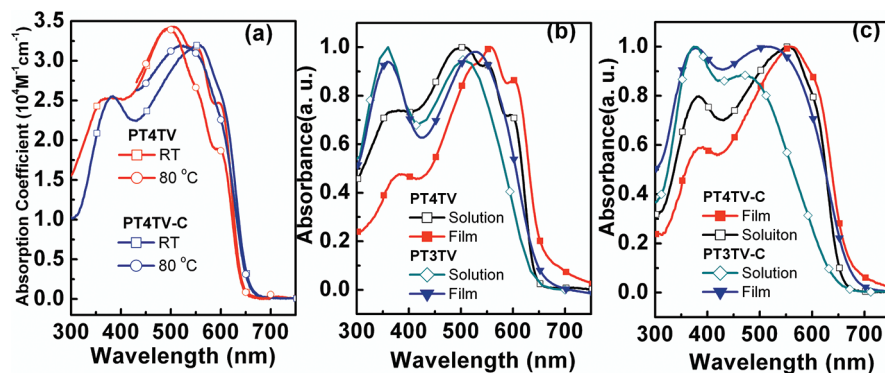 (a)
Absorption Coefficient (10⁴M⁻¹cm⁻¹)
3.5
3.0
2.5
2.0
1.5
1.0
0.5
0.0
PT4TV
RT
80 °C
PT4TV-C
RT
80 °C
300 400 500 600 700
Wavelength (nm)
(b)
Absorbance(a. u.)
1.0
0.8
0.6
0.4
0.2
0.0
PT4TV
Solution
Film
PT3TV
Solution
Film
300 400 500 600 700
Wavelength (nm)
(c)
Absorbance(a. u.)
1.0
0.8
0.6
0.4
0.2
0.0
PT4TV-C
Film
Soluiton
PT3TV-C
Solution
Film
300 400 500 600 700
Wavelength (nm)